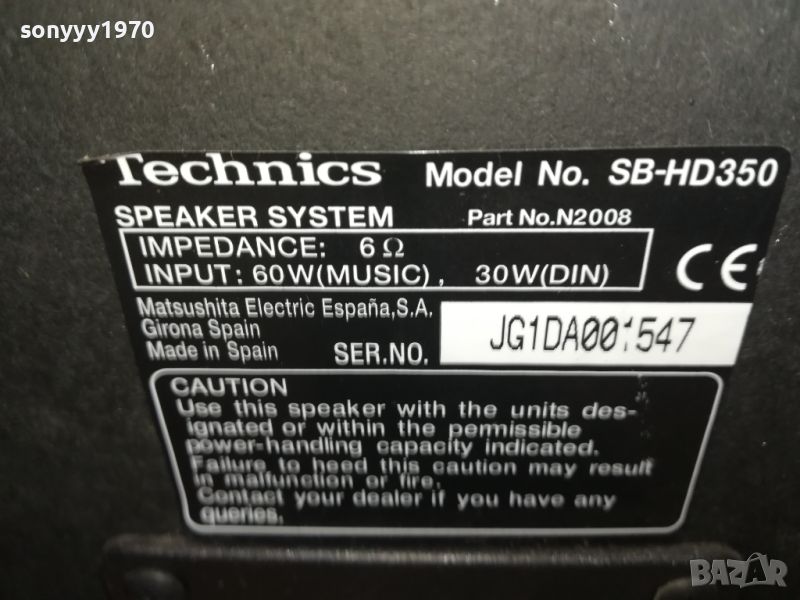 sonyyy1970
Technics Model No. SB-HD350
SPEAKER SYSTEM Part No.N2008
IMPEDANCE: 6Ω
INPUT: 60W(MUSIC), 30W(DIN)
CE
Matsushita Electric España,S.A.
Girona Spain
Made in Spain SER.NO. JG1DA001547
CAUTION
Use this speaker with the units des-
ignated or within the permissible
power-handling capacity indicated.
Failure to heed this caution may result
in malfunction or fire.
Contact your dealer if you have any
queries.
BAZAR